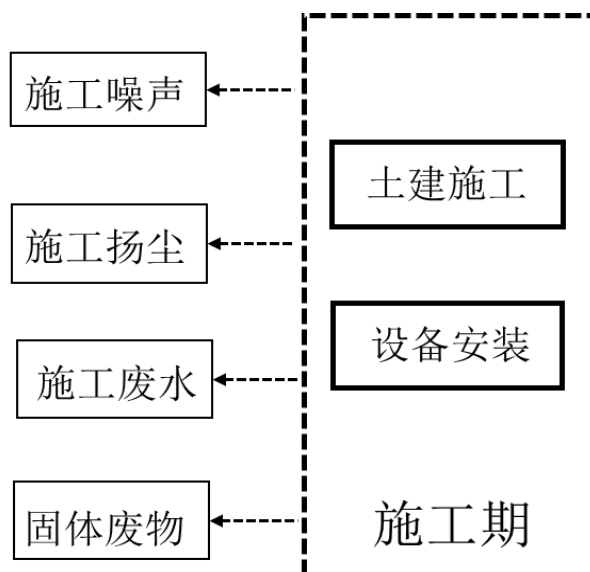 施工噪声
土建施工
施工扬尘
设备安装
施工废水
固体废物
施工期